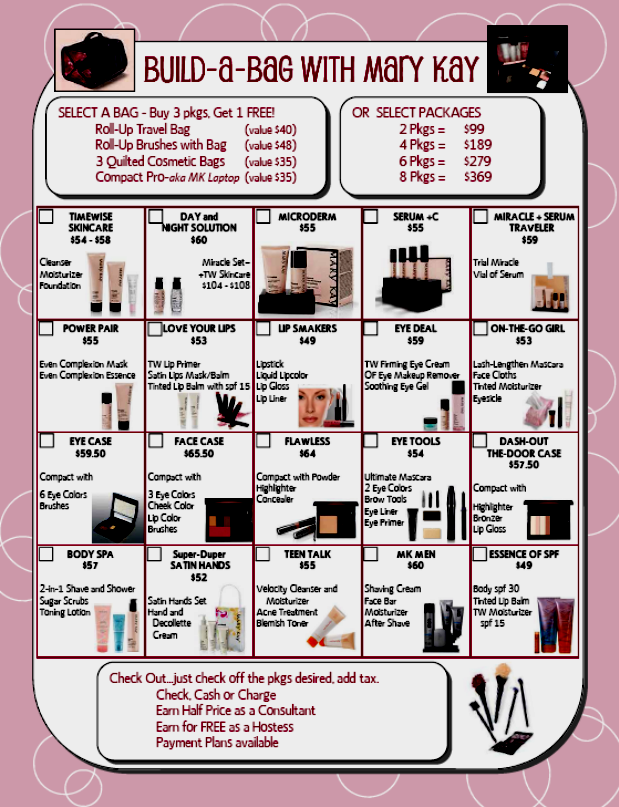 BUILD-a-BaG WITH MaRY KaY
SELECT A BAG - Buy 3 pkgs, Get 1 FREE!
Roll-Up Travel Bag (value $40)
Roll-Up Brushes with Bag (value $48)
3 Quilted Cosmetic Bags (value $35)
Compact Pro-aka MK Laptop (value $35)
OR SELECT PACKAGES
2 Pkgs = $99
4 Pkgs = $189
6 Pkgs = $279
8 Pkgs = $369
TIMEWISE
SKINCARE
$54 - $58
Cleanser
Moisturizer
Foundation
DAY and
NIGHT SOLUTION
$60
Miracle Set-
+TW Skincare
$104 - $108
MICRODERM
$55
MARY KAY
SERUM +C
$55
MIRACLE + SERUM
TRAVELER
$59
Trial Miracle
Vial of Serum
POWER PAIR
$55
Even Complexion Mask
Even Complexion Essence
LOVE YOUR LIPS
$53
TW Lip Primer
Satin Lips Mask/Balm
Tinted Lip Balm with spf 15
LIP SMAKERS
$49
Lipstick
Liquid Lipcolor
Lip Gloss
Lip Liner
EYE DEAL
$59
TW Firming Eye Cream
OF Eye Makeup Remover
Soothing Eye Gel
ON-THE-GO GIRL
$53
Lash-Lengthen Mascara
Face Cloths
Tinted Moisturizer
Eyesicle
EYE CASE
$59.50
Compact with
6 Eye Colors
Brushes
FACE CASE
$65.50
Compact with
3 Eye Colors
Cheek Color
Lip Color
Brushes
FLAWLESS
$64
Compact with Powder
Highlighter
Concealer
EYE TOOLS
$54
Ultimate Mascara
2 Eye Colors
Brow Tools
Eye Liner
Eye Primer
DASH-OUT
THE-DOOR CASE
$57.50
Compact with
Highlighter
Bronzer
Lip Gloss
BODY SPA
$57
2-in-1 Shave and Shower
Sugar Scrubs
Toning Lotion
Super-Duper
SATIN HANDS
$52
Satin Hands Set
Hand and
Decollette
Cream
TEEN TALK
$55
Velocity Cleanser and
Moisturizer
Acne Treatment
Blemish Toner
MK MEN
$60
Shaving Cream
Face Bar
Moisturizer
After Shave
ESSENCE OF SPF
$49
Body spf 30
Tinted Lip Balm
TW Moisturizer
spf 15
Check Out...just check off the pkgs desired, add tax.
Check, Cash or Charge
Earn Half Price as a Consultant
Earn for FREE as a Hostess
Payment Plans available